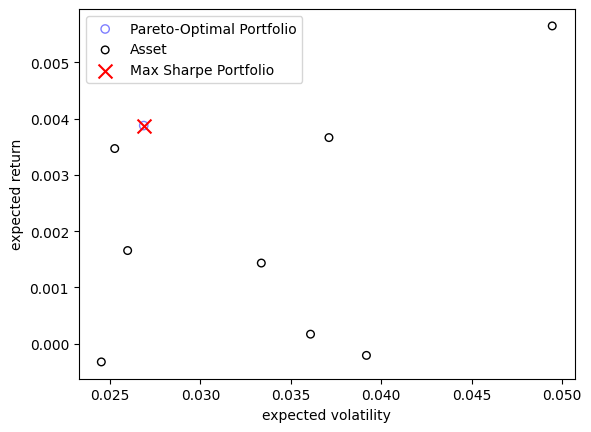 Pareto-Optimal Portfolio
Asset
Max Sharpe Portfolio
expected return
0.005
0.004
0.003
0.002
0.001
0.000
0.025
0.030
0.035
0.040
0.045
0.050
expected volatility